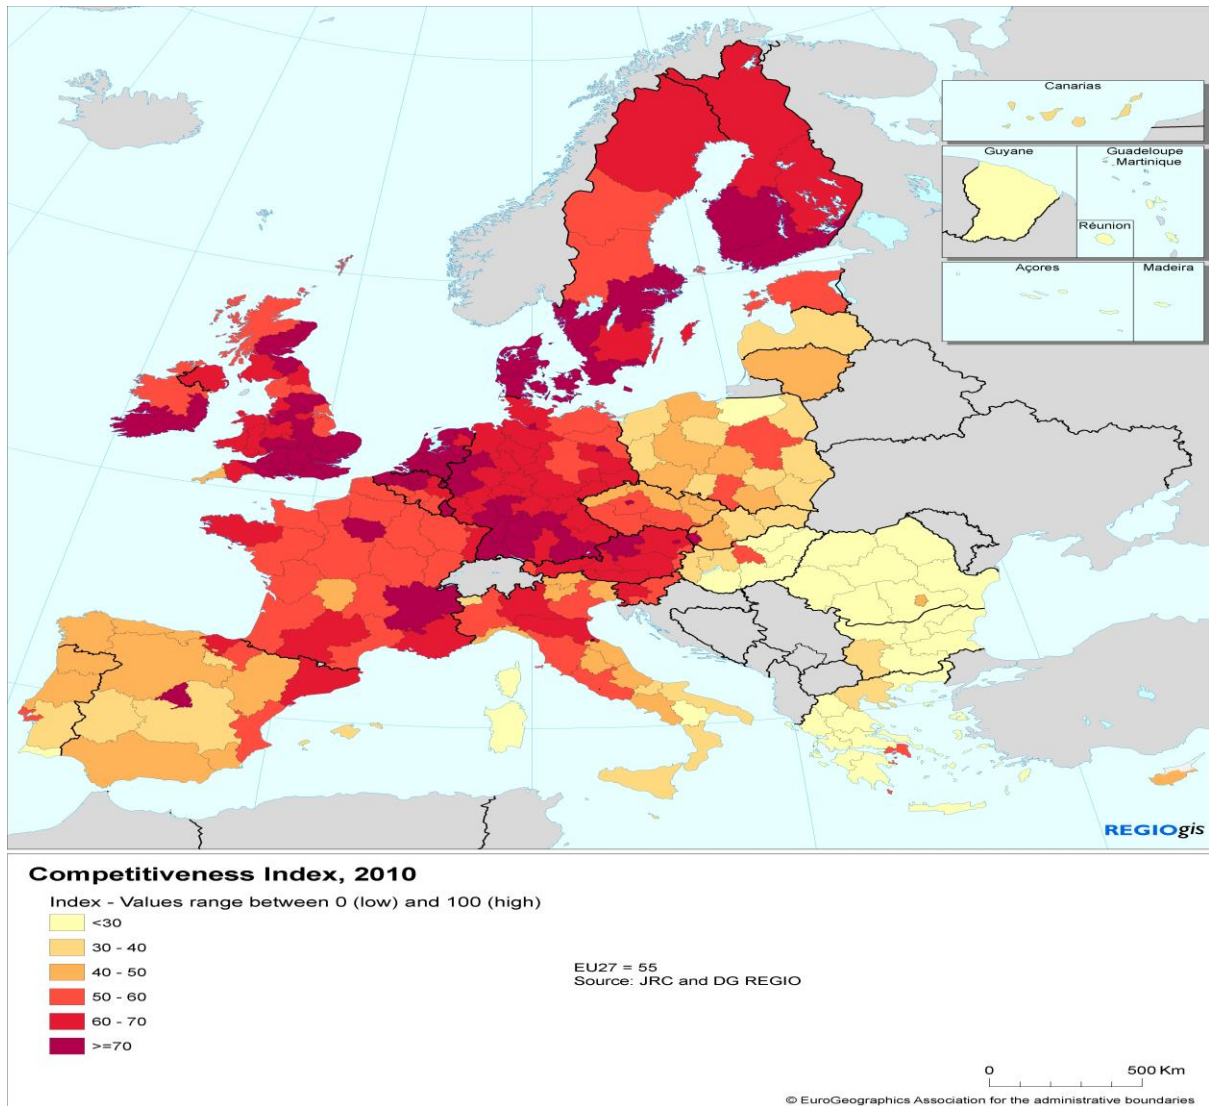 Canarias
Guyane
Guadeloupe
Martinique
Réunion
Açores
Madeira
REGIOgis
Competitiveness Index, 2010
Index - Values range between 0 (low) and 100 (high)
<30
30 - 40
40 - 50
50 - 60
60 - 70
>=70
EU27 = 55
Source: JRC and DG REGIO
0 500 Km
© EuroGeographics Association for the administrative boundaries